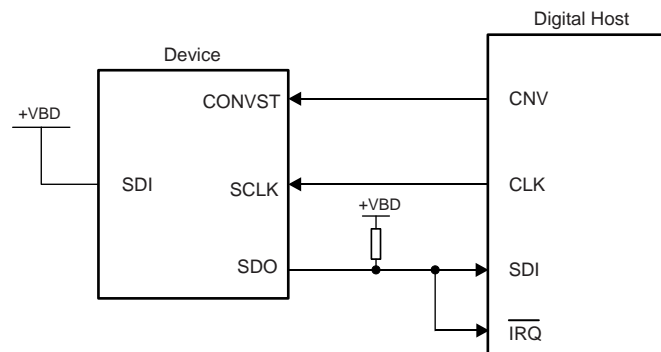 Digital Host
Device
CONVST
CNV
+VBD
SDI
SCLK
CLK
+VBD
SDO
SDI
IRQ